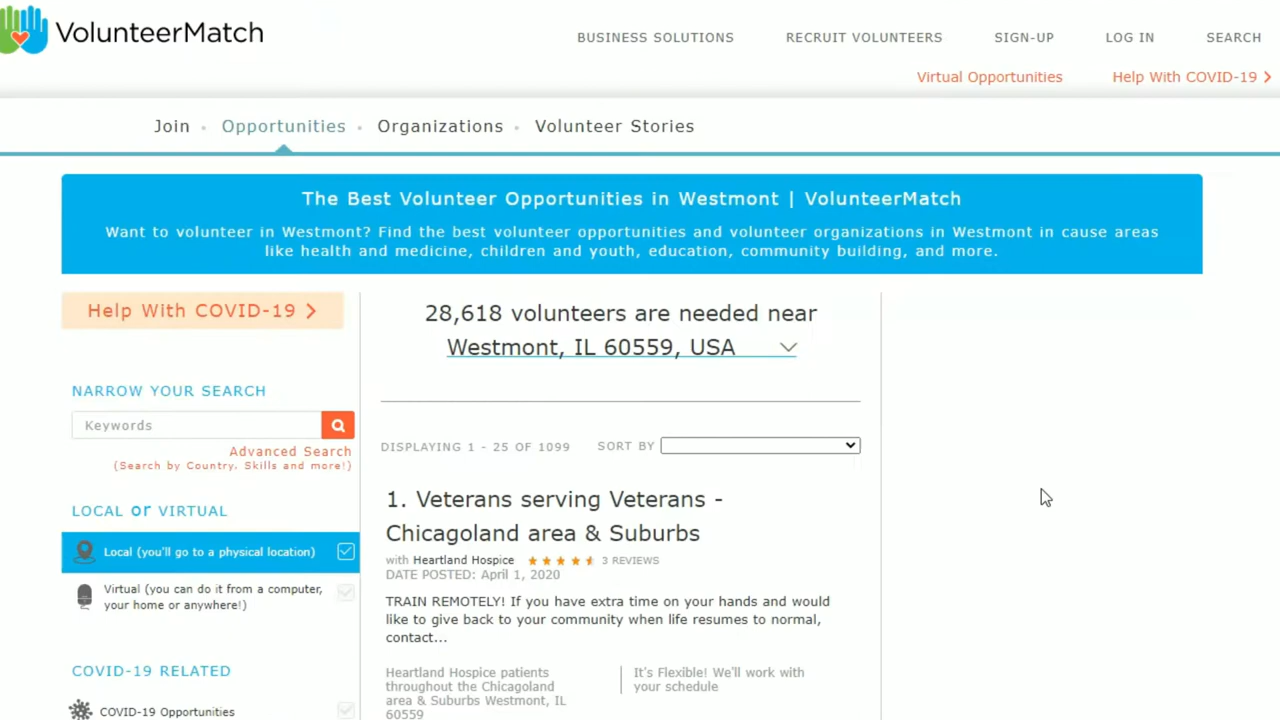 VolunteerMatch
BUSINESS SOLUTIONS RECRUIT VOLUNTEERS SIGN-UP LOG IN SEARCH
Virtual Opportunities Help With COVID-19
Join Opportunities Organizations Volunteer Stories
The Best Volunteer Opportunities in Westmont | VolunteerMatch
Want to volunteer in Westmont? Find the best volunteer opportunities and volunteer organizations in Westmont in cause areas
like health and medicine, children and youth, education, community building, and more.
Help With COVID-19
NARROW YOUR SEARCH
Keywords
Advanced Search
(Search by Country, Skills and more!)
LOCAL or VIRTUAL
Local (you'll go to a physical location)
Virtual (you can do it from a computer,
your home or anywhere!)
COVID-19 RELATED
COVID-19 Opportunities
28,618 volunteers are needed near
Westmont, IL 60559, USA
DISPLAYING 1 - 25 OF 1099 SORT BY
1. Veterans serving Veterans -
Chicagoland area & Suburbs
with Heartland Hospice 3 REVIEWS
DATE POSTED: April 1, 2020
TRAIN REMOTELY! If you have extra time on your hands and would
like to give back to your community when life resumes to normal,
contact...
Heartland Hospice patients
throughout the Chicagoland
area & Suburbs Westmont, IL
60559
It's Flexible! We'll work with
your schedule